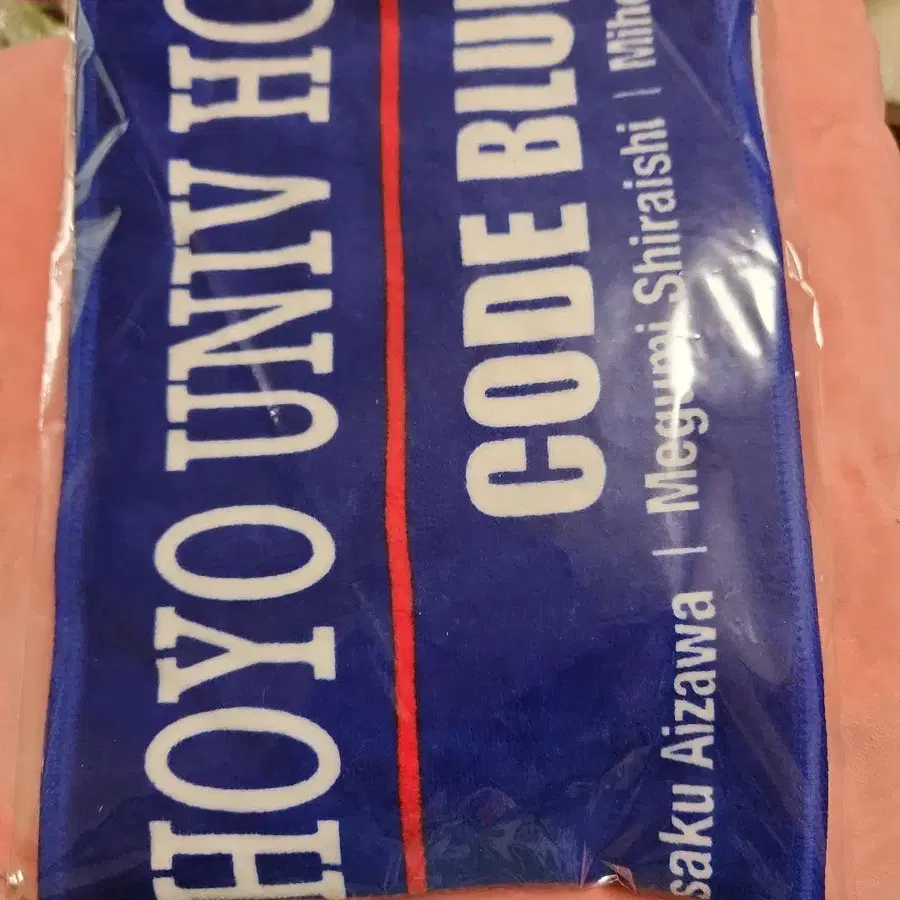 HOYO UNIV HO
CODE BLU
saku Aizawa | Megumi Shiraishi | Miho